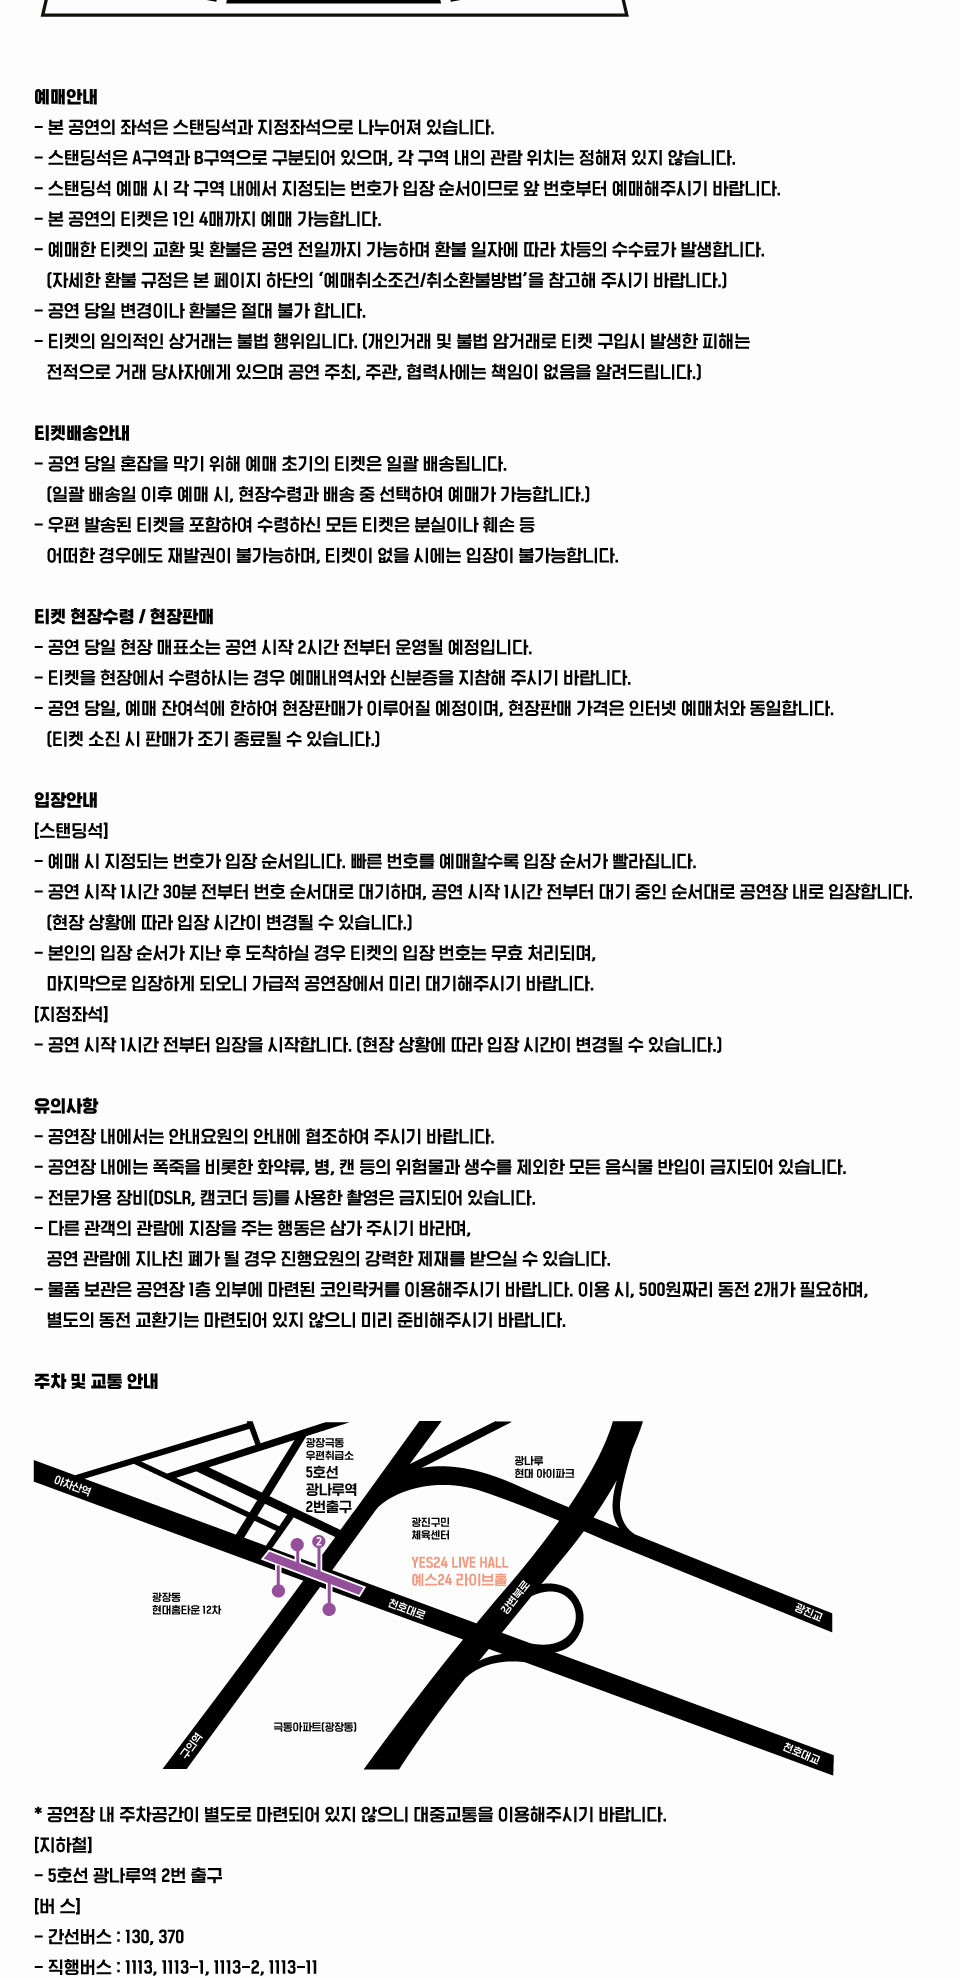 예매안내
- 본 공연의 좌석은 스탠딩석과 지정좌석으로 나누어져 있습니다.
- 스탠딩석은 A구역과 B구역으로 구분되어 있으며, 각 구역 내의 관람 위치는 정해져 있지 않습니다.
- 스탠딩석 예매 시 각 구역 내에서 지정되는 번호가 입장 순서이므로 앞 번호부터 예매해주시기 바랍니다.
- 본 공연의 티켓은 1인 4매까지 예매 가능합니다.
- 예매한 티켓의 교환 및 환불은 공연 전일까지 가능하며 환불 일자에 따라 차등의 수수료가 발생합니다.
(자세한 환불 규정은 본 페이지 하단의 ‘예매취소조건/취소환불방법’을 참고해 주시기 바랍니다.)
- 공연 당일 변경이나 환불은 절대 불가 합니다.
- 티켓의 임의적인 상거래는 불법 행위입니다. (개인거래 및 불법 암거래로 티켓 구입시 발생한 피해는
전적으로 거래 당사자에게 있으며 공연 주최, 주관, 협력사에는 책임이 없음을 알려드립니다.)
티켓배송안내
- 공연 당일 혼잡을 막기 위해 예매 초기의 티켓은 일괄 배송됩니다.
(일괄 배송일 이후 예매 시, 현장수령과 배송 중 선택하여 예매가 가능합니다.)
- 우편 발송된 티켓을 포함하여 수령하신 모든 티켓은 분실이나 훼손 등
어떠한 경우에도 재발권이 불가능하며, 티켓이 없을 시에는 입장이 불가능합니다.
티켓 현장수령 / 현장판매
- 공연 당일 현장 매표소는 공연 시작 2시간 전부터 운영될 예정입니다.
- 티켓을 현장에서 수령하시는 경우 예매내역서와 신분증을 지참해 주시기 바랍니다.
- 공연 당일, 예매 잔여석에 한하여 현장판매가 이루어질 예정이며, 현장판매 가격은 인터넷 예매처와 동일합니다.
(티켓 소진 시 판매가 조기 종료될 수 있습니다.)
입장안내
[스탠딩석]
- 예매 시 지정되는 번호가 입장 순서입니다. 빠른 번호를 예매할수록 입장 순서가 빨라집니다.
- 공연 시작 1시간 30분 전부터 번호 순서대로 대기하며, 공연 시작 1시간 전부터 대기 중인 순서대로 공연장 내로 입장합니다.
(현장 상황에 따라 입장 시간이 변경될 수 있습니다.)
- 본인의 입장 순서가 지난 후 도착하실 경우 티켓의 입장 번호는 무효 처리되며,
마지막으로 입장하게 되오니 가급적 공연장에서 미리 대기해주시기 바랍니다.
[지정좌석]
- 공연 시작 1시간 전부터 입장을 시작합니다. (현장 상황에 따라 입장 시간이 변경될 수 있습니다.)
유의사항
- 공연장 내에서는 안내요원의 안내에 협조하여 주시기 바랍니다.
- 공연장 내에는 폭죽을 비롯한 화약류, 병, 캔 등의 위험물과 생수를 제외한 모든 음식물 반입이 금지되어 있습니다.
- 전문가용 장비(DSLR, 캠코더 등)를 사용한 촬영은 금지되어 있습니다.
- 다른 관객의 관람에 지장을 주는 행동은 삼가 주시기 바라며,
공연 관람에 지나친 폐가 될 경우 진행요원의 강력한 제재를 받으실 수 있습니다.
- 물품 보관은 공연장 1층 외부에 마련된 코인락커를 이용해주시기 바랍니다. 이용 시, 500원짜리 동전 2개가 필요하며,
별도의 동전 교환기는 마련되어 있지 않으니 미리 준비해주시기 바랍니다.
주차 및 교통 안내
광장극동
우편취급소
5호선
광나루역
2번출구
광나루
현대 아이파크
아차산역
광진구민
체육센터
2
YES24 LIVE HALL
예스24 라이브홀
광장동
현대홈타운 12차
천호대로
강변북로
광진교
극동아파트(광장동)
구의역
천호대교
* 공연장 내 주차공간이 별도로 마련되어 있지 않으니 대중교통을 이용해주시기 바랍니다.
[지하철]
- 5호선 광나루역 2번 출구
[버 스]
- 간선버스 : 130, 370
- 직행버스 : 1113, 1113-1, 1113-2, 1113-11